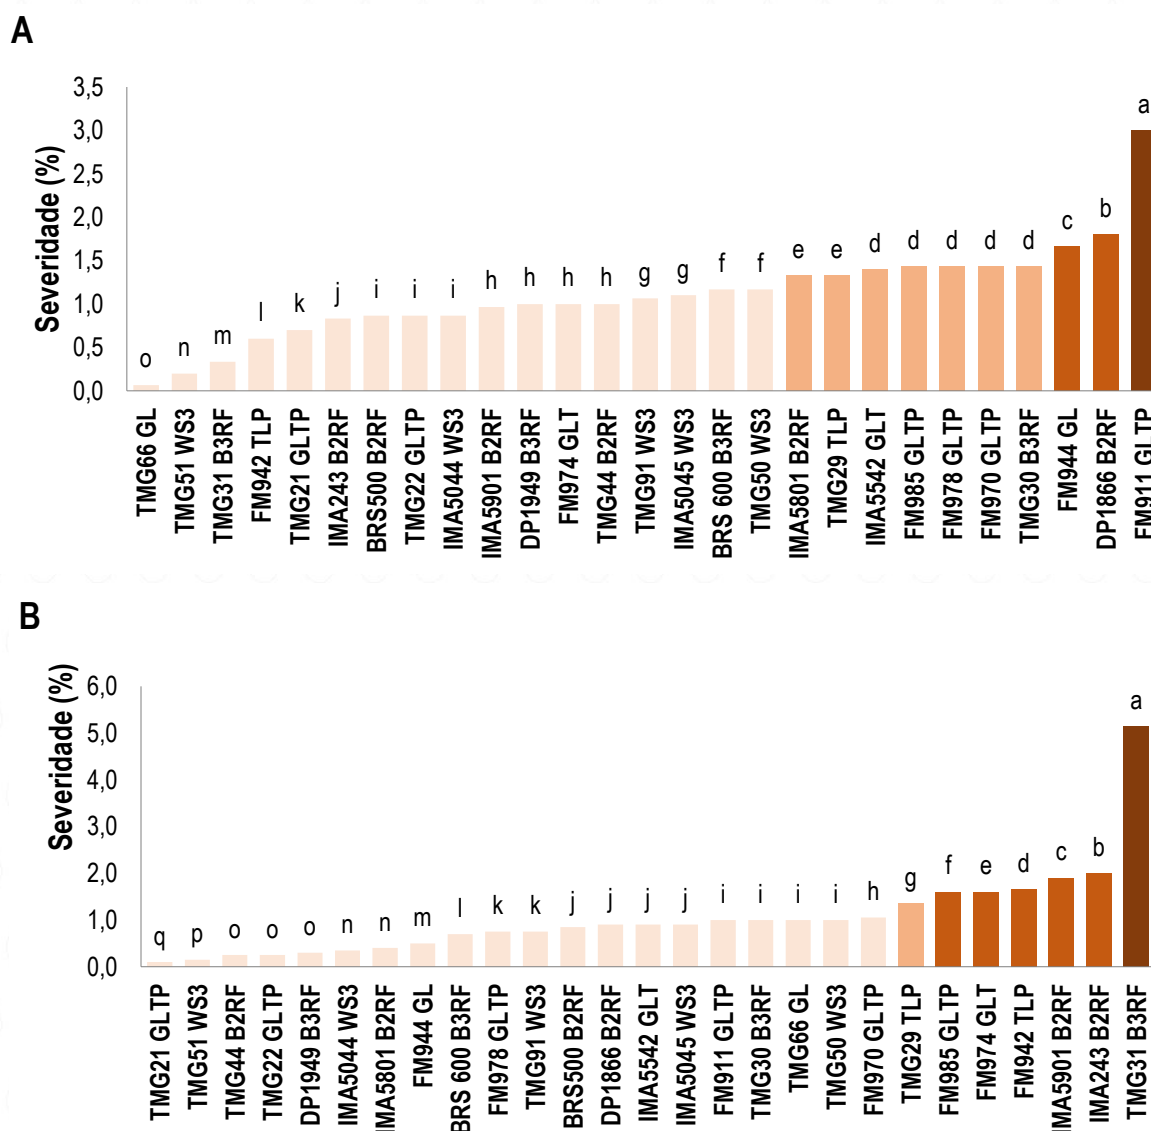 A
Severidade (%)
3,5
3,0
2,5
2,0
1,5
1,0
0,5
0,0
o n m l k j i i i h h h h g g f f e e d d d d d c b a
TMG66 GL
TMG51 WS3
TMG31 B3RF
FM942 TLP
TMG21 GLTP
IMA243 B2RF
BRS500 B2RF
TMG22 GLTP
IMA5044 WS3
IMA5901 B2RF
DP1949 B3RF
FM974 GLT
TMG44 B2RF
TMG91 WS3
IMA5045 WS3
BRS 600 B3RF
TMG50 WS3
IMA5801 B2RF
TMG29 TLP
IMA5542 GLT
FM985 GLTP
FM978 GLTP
FM970 GLTP
TMG30 B3RF
FM944 GL
DP1866 B2RF
FM911 GLTP
B
Severidade (%)
6,0
5,0
4,0
3,0
2,0
1,0
0,0
q p o o o n n m l k k j j j j i i i i h g f e d c b a
TMG21 GLTP
TMG51 WS3
TMG44 B2RF
TMG22 GLTP
DP1949 B3RF
IMA5044 WS3
IMA5801 B2RF
FM944 GL
BRS 600 B3RF
FM978 GLTP
TMG91 WS3
BRS500 B2RF
DP1866 B2RF
IMA5542 GLT
IMA5045 WS3
FM911 GLTP
TMG30 B3RF
TMG66 GL
TMG50 WS3
FM970 GLTP
TMG29 TLP
FM985 GLTP
FM974 GLT
FM942 TLP
IMA5901 B2RF
IMA243 B2RF
TMG31 B3RF